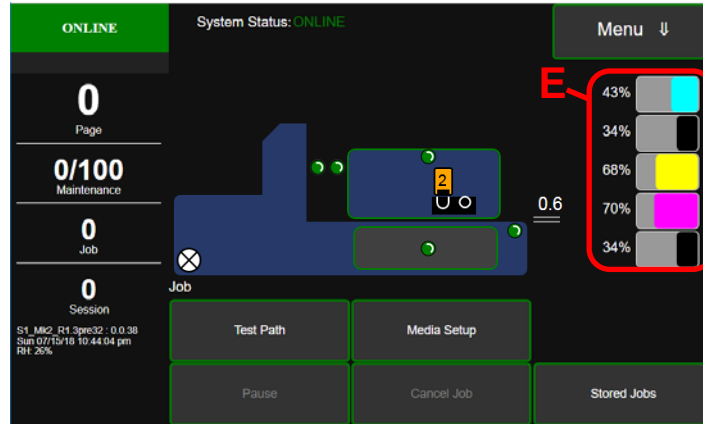 ONLINE
System Status: ONLINE
Menu ⇓
0
Page
0/100
Maintenance
0
Job
0
Session
S1_Mk2_R1.3pre32 : 0.0.38
Sun 07/15/18 10:44:04 pm
RH: 26%
2
0.6
Job
E
43%
34%
68%
70%
34%
Test Path
Media Setup
Pause
Cancel Job
Stored Jobs